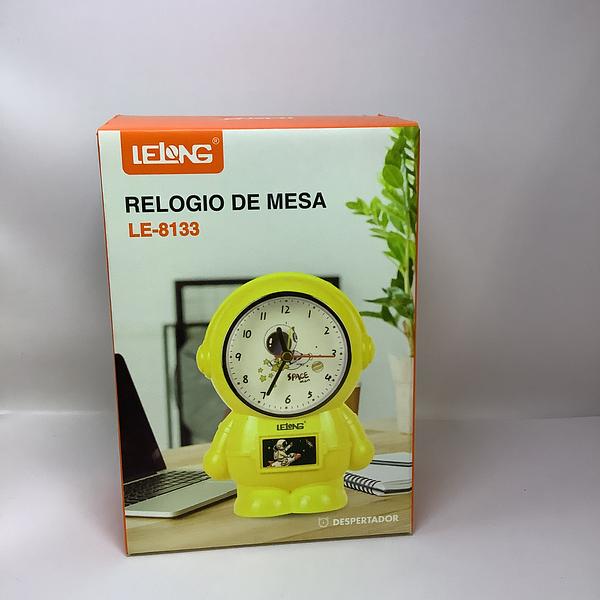 LELONG®
RELOGIO DE MESA
LE-8133
12
11
1
10
2
9
3
8
4
7
5
6
SPACE
LELONG
DESPERTADOR